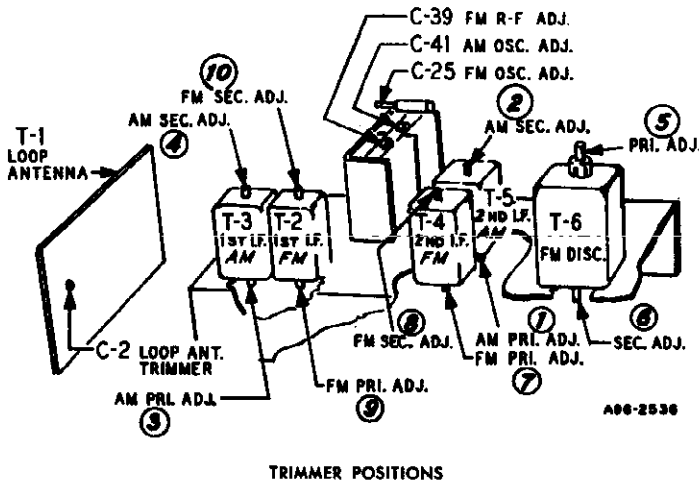 C-39 FM R-F ADJ.
C-41 AM OSC. ADJ.
C-25 FM OSC. ADJ.
10
FM SEC. ADJ.
AM SEC. ADJ.
4
2
AM SEC. ADJ.
5
PRI. ADJ.
T-1
LOOP
ANTENNA
T-3
1ST I.F.
AM
T-2
1ST I.F.
FM
T-4
2ND I.F.
FM
T-5
2ND I.F.
AM
T-6
FM DISC.
C-2 LOOP ANT.
TRIMMER
8
FM SEC. ADJ.
1
AM PRI. ADJ.
FM PRI. ADJ.
7
6
SEC. ADJ.
AM PRI. ADJ.
3
FM PRI. ADJ.
9
A96-2536
TRIMMER POSITIONS